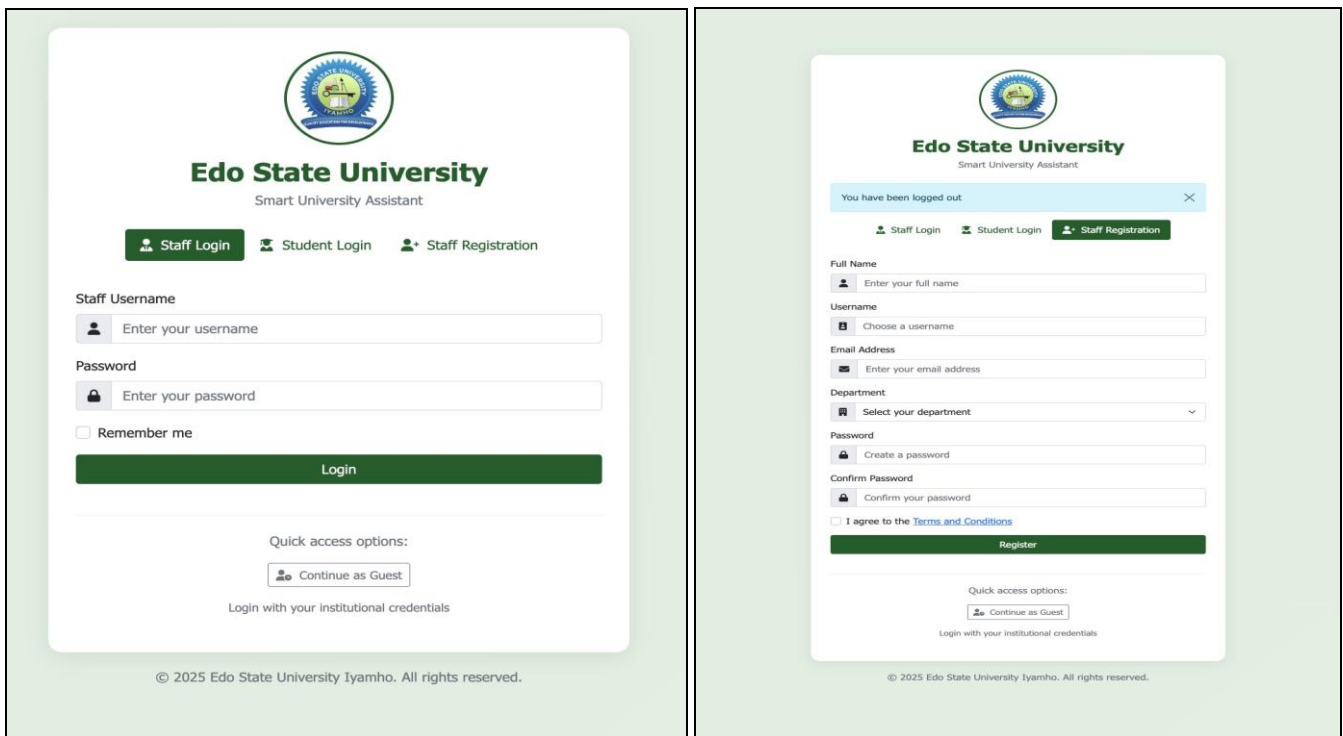 EDO STATE UNIVERSITY
IYAMHO
Edo State University
Smart University Assistant
Staff Login
Student Login
Staff Registration
Staff Username
Enter your username
Password
Enter your password
Remember me
Login
Quick access options:
Continue as Guest
Login with your institutional credentials
© 2025 Edo State University Iyamho. All rights reserved.
Edo State University
Smart University Assistant
You have been logged out
Staff Login
Student Login
Staff Registration
Full Name
Enter your full name
Username
Choose a username
Email Address
Enter your email address
Department
Select your department
Password
Create a password
Confirm Password
Confirm your password
I agree to the Terms and Conditions
Register
Quick access options:
Continue as Guest
Login with your institutional credentials
© 2025 Edo State University Iyamho. All rights reserved.